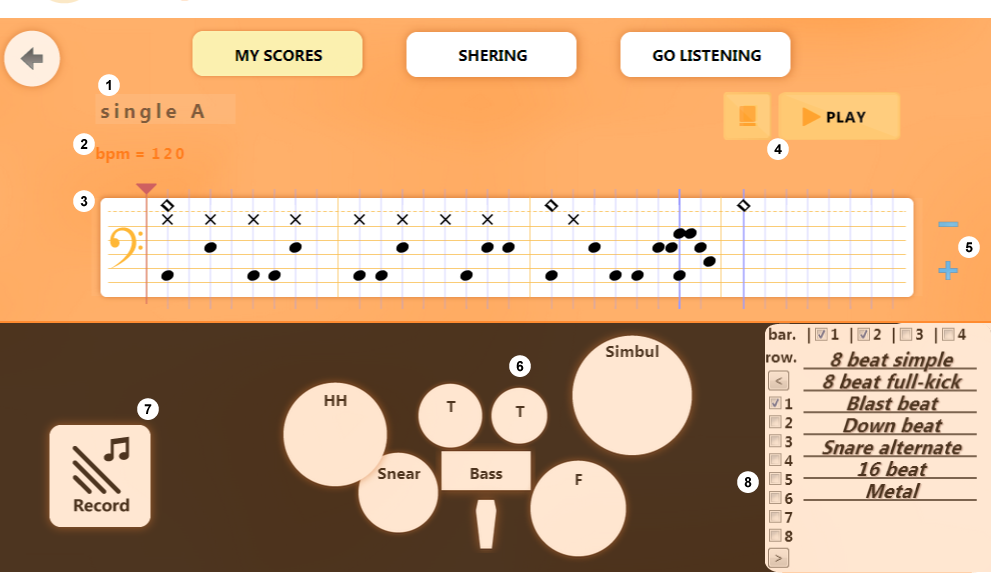 MY SCORES
SHERING
GO LISTENING
1
single A
PLAY
2
bpm = 120
4
3
5
bar. | 1 | 2 | 3 | 4
row.
8 beat simple
< 8 beat full-kick
1 Blast beat
2 Down beat
3 Snare alternate
4 16 beat
5 Metal
6
7
8
>
8
6
Simbul
HH
T
T
Snear
Bass
F
7
Record